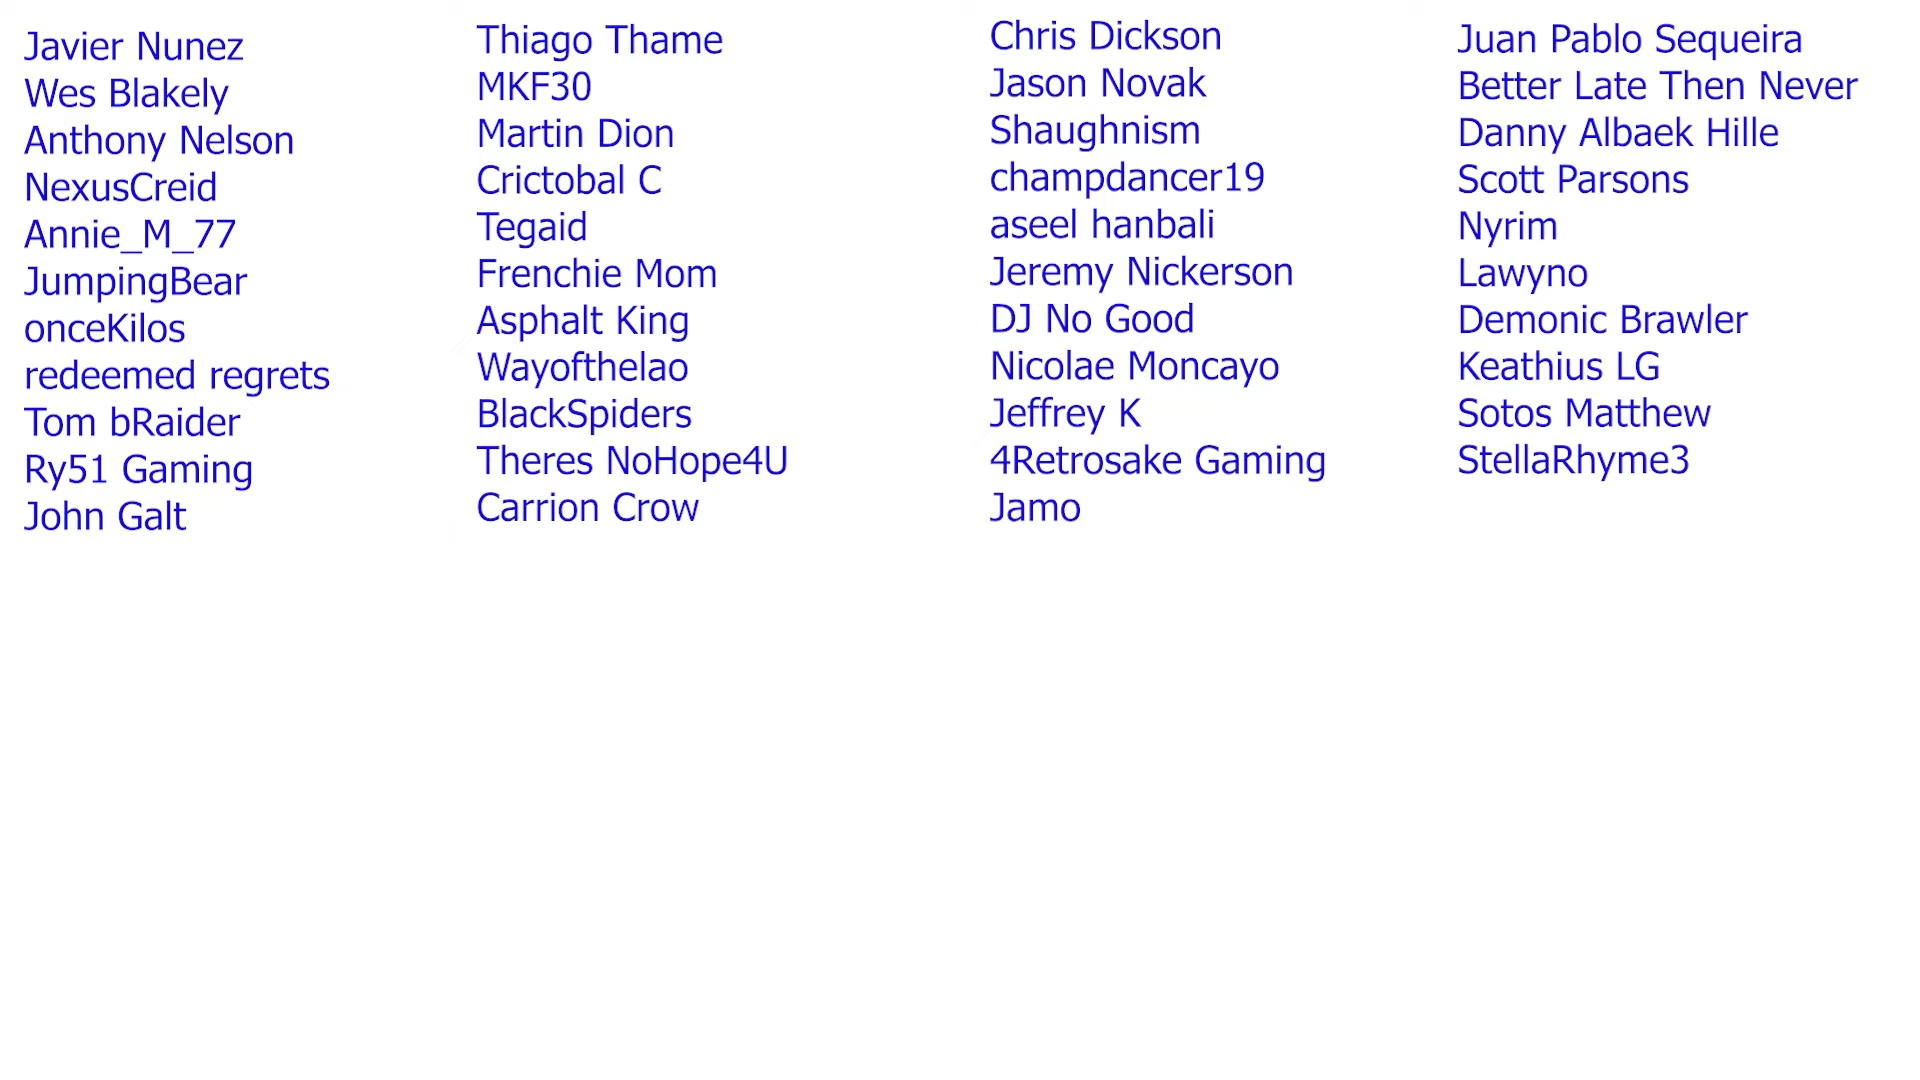 Javier Nunez
Wes Blakely
Anthony Nelson
NexusCreid
Annie_M_77
JumpingBear
onceKilos
redeemed regrets
Tom bRaider
Ry51 Gaming
John Galt
Thiago Thame
MKF30
Martin Dion
Crictobal C
Tegaid
Frenchie Mom
Asphalt King
Wayofthelao
BlackSpiders
Theres NoHope4U
Carrion Crow
Chris Dickson
Jason Novak
Shaughnism
champdancer19
aseel hanbali
Jeremy Nickerson
DJ No Good
Nicolae Moncayo
Jeffrey K
4Retrosake Gaming
Jamo
Juan Pablo Sequeira
Better Late Then Never
Danny Albaek Hille
Scott Parsons
Nyrim
Lawyno
Demonic Brawler
Keathius LG
Sotos Matthew
StellaRhyme3